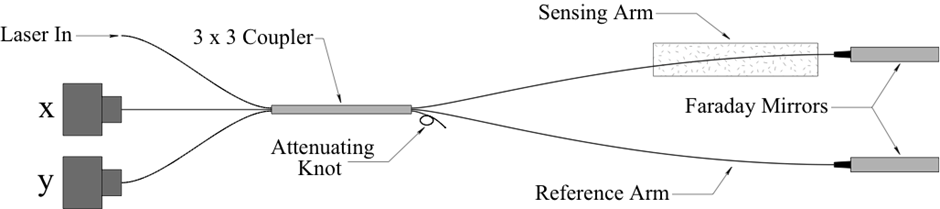 Sensing Arm
Laser In
3 x 3 Coupler
x
Faraday Mirrors
Attenuating
Knot
y
Reference Arm